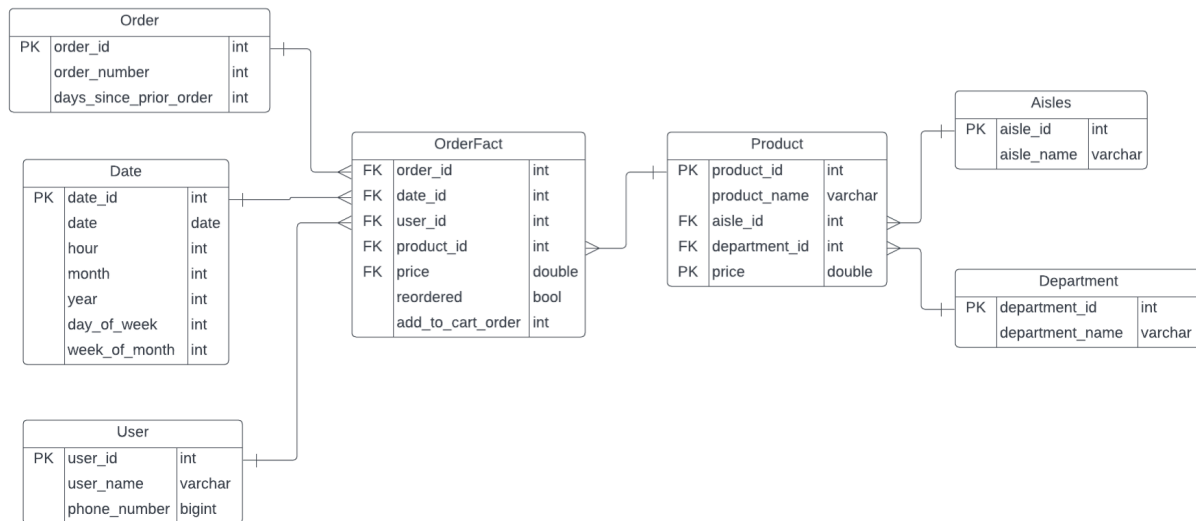 Order
PK order_id int
order_number int
days_since_prior_order int
Date
PK date_id int
date date
hour int
month int
year int
day_of_week int
week_of_month int
User
PK user_id int
user_name varchar
phone_number bigint
OrderFact
FK order_id int
FK date_id int
FK user_id int
FK product_id int
FK price double
reordered bool
add_to_cart_order int
Product
PK product_id int
product_name varchar
FK aisle_id int
FK department_id int
PK price double
Aisles
PK aisle_id int
aisle_name varchar
Department
PK department_id int
department_name varchar